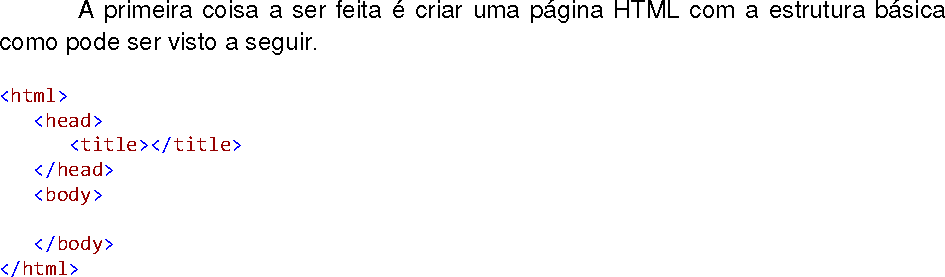 A primeira coisa a ser feita é criar uma página HTML com a estrutura básica
como pode ser visto a seguir.
<html>
<head>
<title></title>
</head>
<body>
</body>
</html>